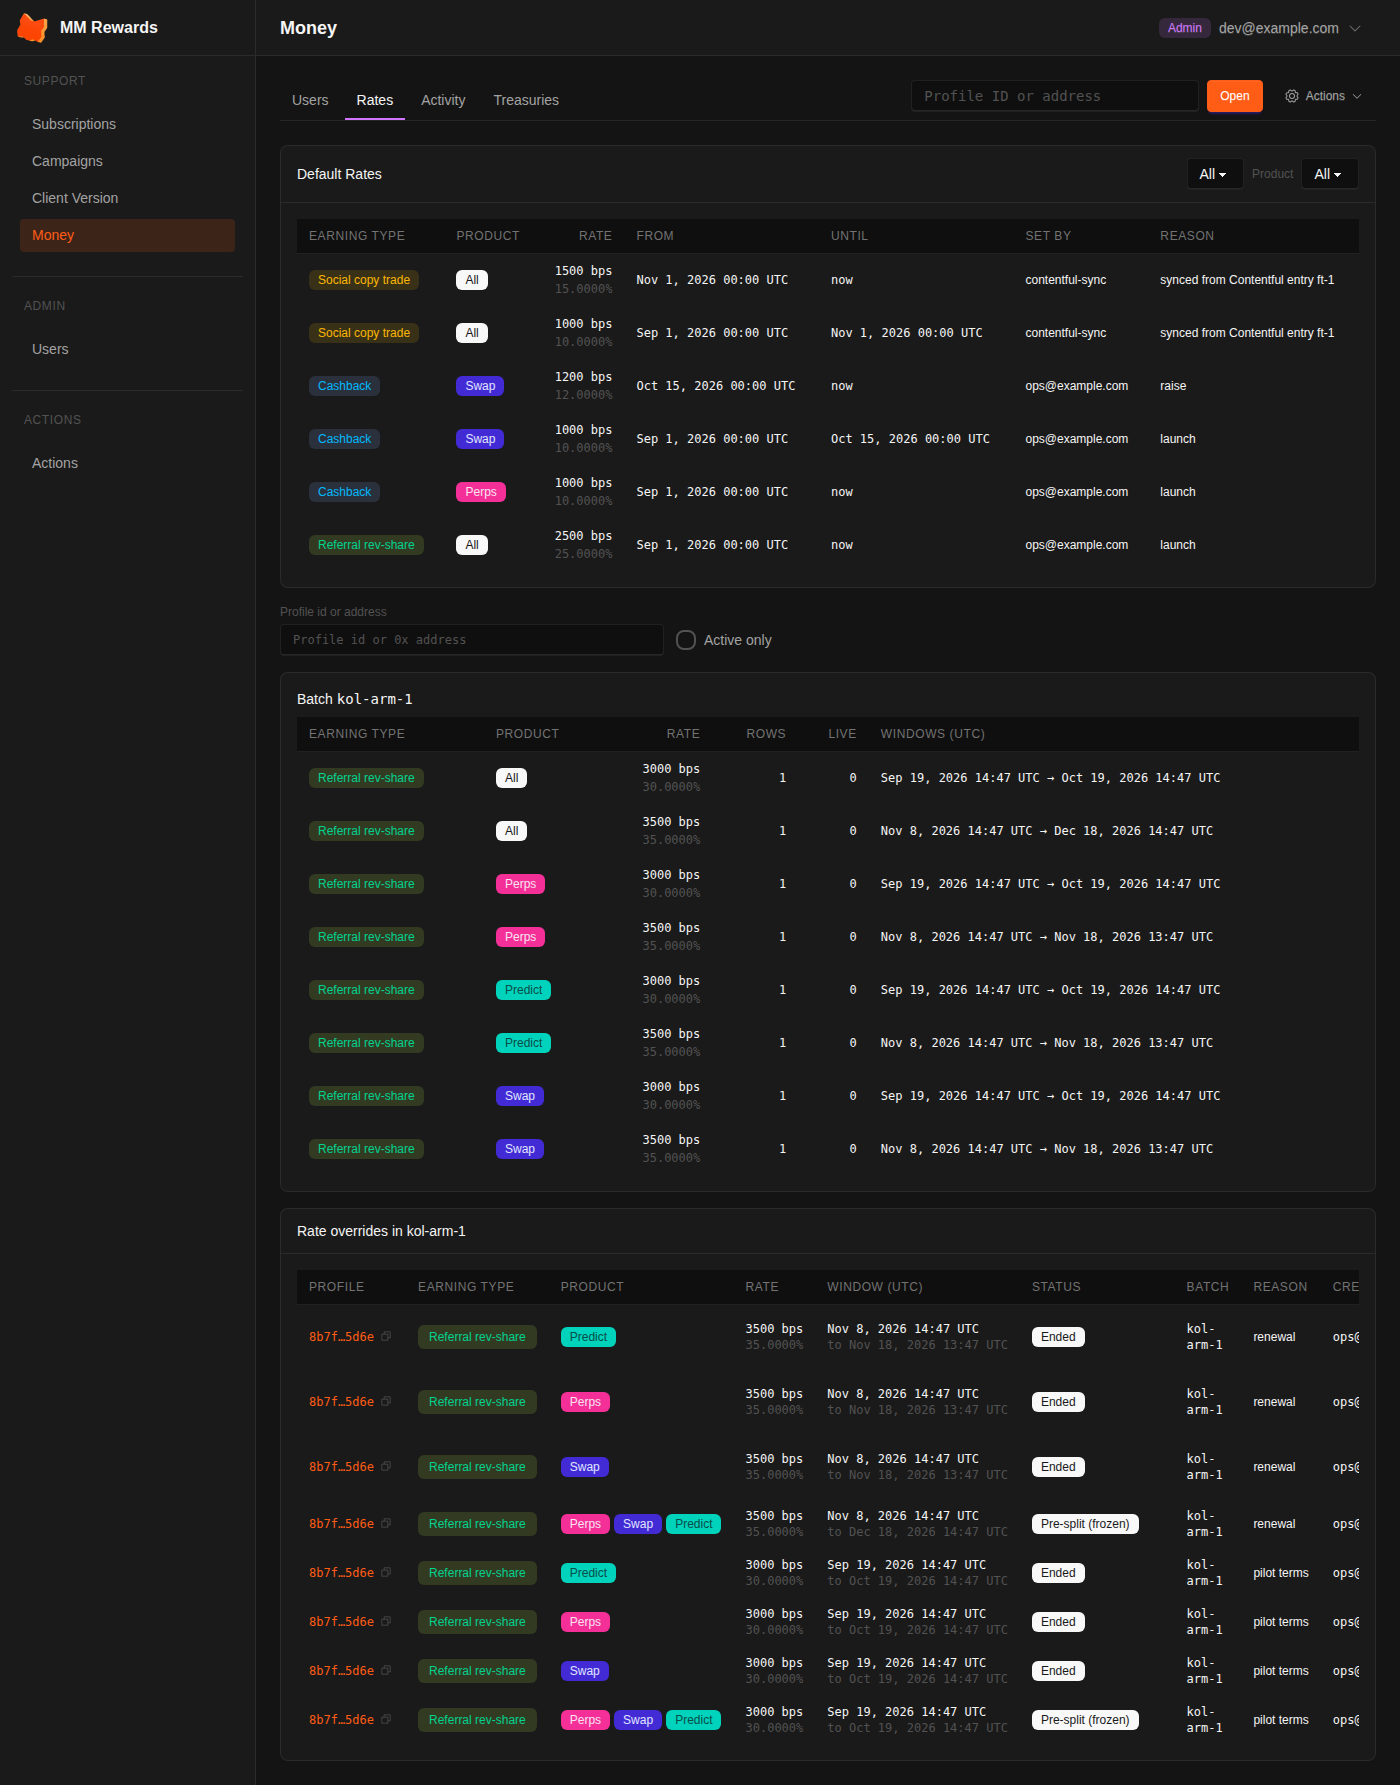 MM Rewards
Money
Admin dev@example.com
SUPPORT
Subscriptions
Campaigns
Client Version
Money
ADMIN
Users
ACTIONS
Actions
Users Rates Activity Treasuries
Profile ID or address Open Actions
Default Rates All Product All
EARNING TYPE PRODUCT RATE FROM UNTIL SET BY REASON
Social copy trade All 1500 bps 15.0000% Nov 1, 2026 00:00 UTC now contentful-sync synced from Contentful entry ft-1
Social copy trade All 1000 bps 10.0000% Sep 1, 2026 00:00 UTC Nov 1, 2026 00:00 UTC contentful-sync synced from Contentful entry ft-1
Cashback Swap 1200 bps 12.0000% Oct 15, 2026 00:00 UTC now ops@example.com raise
Cashback Swap 1000 bps 10.0000% Sep 1, 2026 00:00 UTC Oct 15, 2026 00:00 UTC ops@example.com launch
Cashback Perps 1000 bps 10.0000% Sep 1, 2026 00:00 UTC now ops@example.com launch
Referral rev-share All 2500 bps 25.0000% Sep 1, 2026 00:00 UTC now ops@example.com launch
Profile id or address
Profile id or 0x address Active only
Batch kol-arm-1
EARNING TYPE PRODUCT RATE ROWS LIVE WINDOWS (UTC)
Referral rev-share All 3000 bps 30.0000% 1 0 Sep 19, 2026 14:47 UTC → Oct 19, 2026 14:47 UTC
Referral rev-share All 3500 bps 35.0000% 1 0 Nov 8, 2026 14:47 UTC → Dec 18, 2026 14:47 UTC
Referral rev-share Perps 3000 bps 30.0000% 1 0 Sep 19, 2026 14:47 UTC → Oct 19, 2026 14:47 UTC
Referral rev-share Perps 3500 bps 35.0000% 1 0 Nov 8, 2026 14:47 UTC → Nov 18, 2026 13:47 UTC
Referral rev-share Predict 3000 bps 30.0000% 1 0 Sep 19, 2026 14:47 UTC → Oct 19, 2026 14:47 UTC
Referral rev-share Predict 3500 bps 35.0000% 1 0 Nov 8, 2026 14:47 UTC → Nov 18, 2026 13:47 UTC
Referral rev-share Swap 3000 bps 30.0000% 1 0 Sep 19, 2026 14:47 UTC → Oct 19, 2026 14:47 UTC
Referral rev-share Swap 3500 bps 35.0000% 1 0 Nov 8, 2026 14:47 UTC → Nov 18, 2026 13:47 UTC
Rate overrides in kol-arm-1
PROFILE EARNING TYPE PRODUCT RATE WINDOW (UTC) STATUS BATCH REASON CRE
8b7f…5d6e Referral rev-share Predict 3500 bps 35.0000% Nov 8, 2026 14:47 UTC to Nov 18, 2026 13:47 UTC Ended kol-arm-1 renewal ops@
8b7f…5d6e Referral rev-share Perps 3500 bps 35.0000% Nov 8, 2026 14:47 UTC to Nov 18, 2026 13:47 UTC Ended kol-arm-1 renewal ops@
8b7f…5d6e Referral rev-share Swap 3500 bps 35.0000% Nov 8, 2026 14:47 UTC to Nov 18, 2026 13:47 UTC Ended kol-arm-1 renewal ops@
8b7f…5d6e Referral rev-share Perps Swap Predict 3500 bps 35.0000% Nov 8, 2026 14:47 UTC to Dec 18, 2026 14:47 UTC Pre-split (frozen) kol-arm-1 renewal ops@
8b7f…5d6e Referral rev-share Predict 3000 bps 30.0000% Sep 19, 2026 14:47 UTC to Oct 19, 2026 14:47 UTC Ended kol-arm-1 pilot terms ops@
8b7f…5d6e Referral rev-share Perps 3000 bps 30.0000% Sep 19, 2026 14:47 UTC to Oct 19, 2026 14:47 UTC Ended kol-arm-1 pilot terms ops@
8b7f…5d6e Referral rev-share Swap 3000 bps 30.0000% Sep 19, 2026 14:47 UTC to Oct 19, 2026 14:47 UTC Ended kol-arm-1 pilot terms ops@
8b7f…5d6e Referral rev-share Perps Swap Predict 3000 bps 30.0000% Sep 19, 2026 14:47 UTC to Oct 19, 2026 14:47 UTC Pre-split (frozen) kol-arm-1 pilot terms ops@